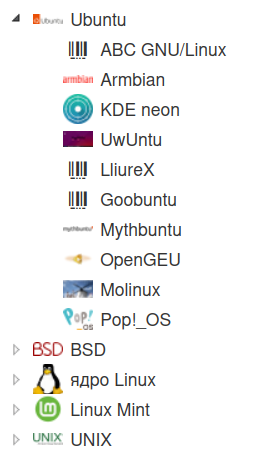 Ubuntu
ABC GNU/Linux
armbian Armbian
KDE neon
UwUntu
LliureX
Goobuntu
mythbuntu Mythbuntu
OpenGEU
Molinux
POP! _OS Pop!_OS
BSD BSD
ядро Linux
Linux Mint
UNIX UNIX